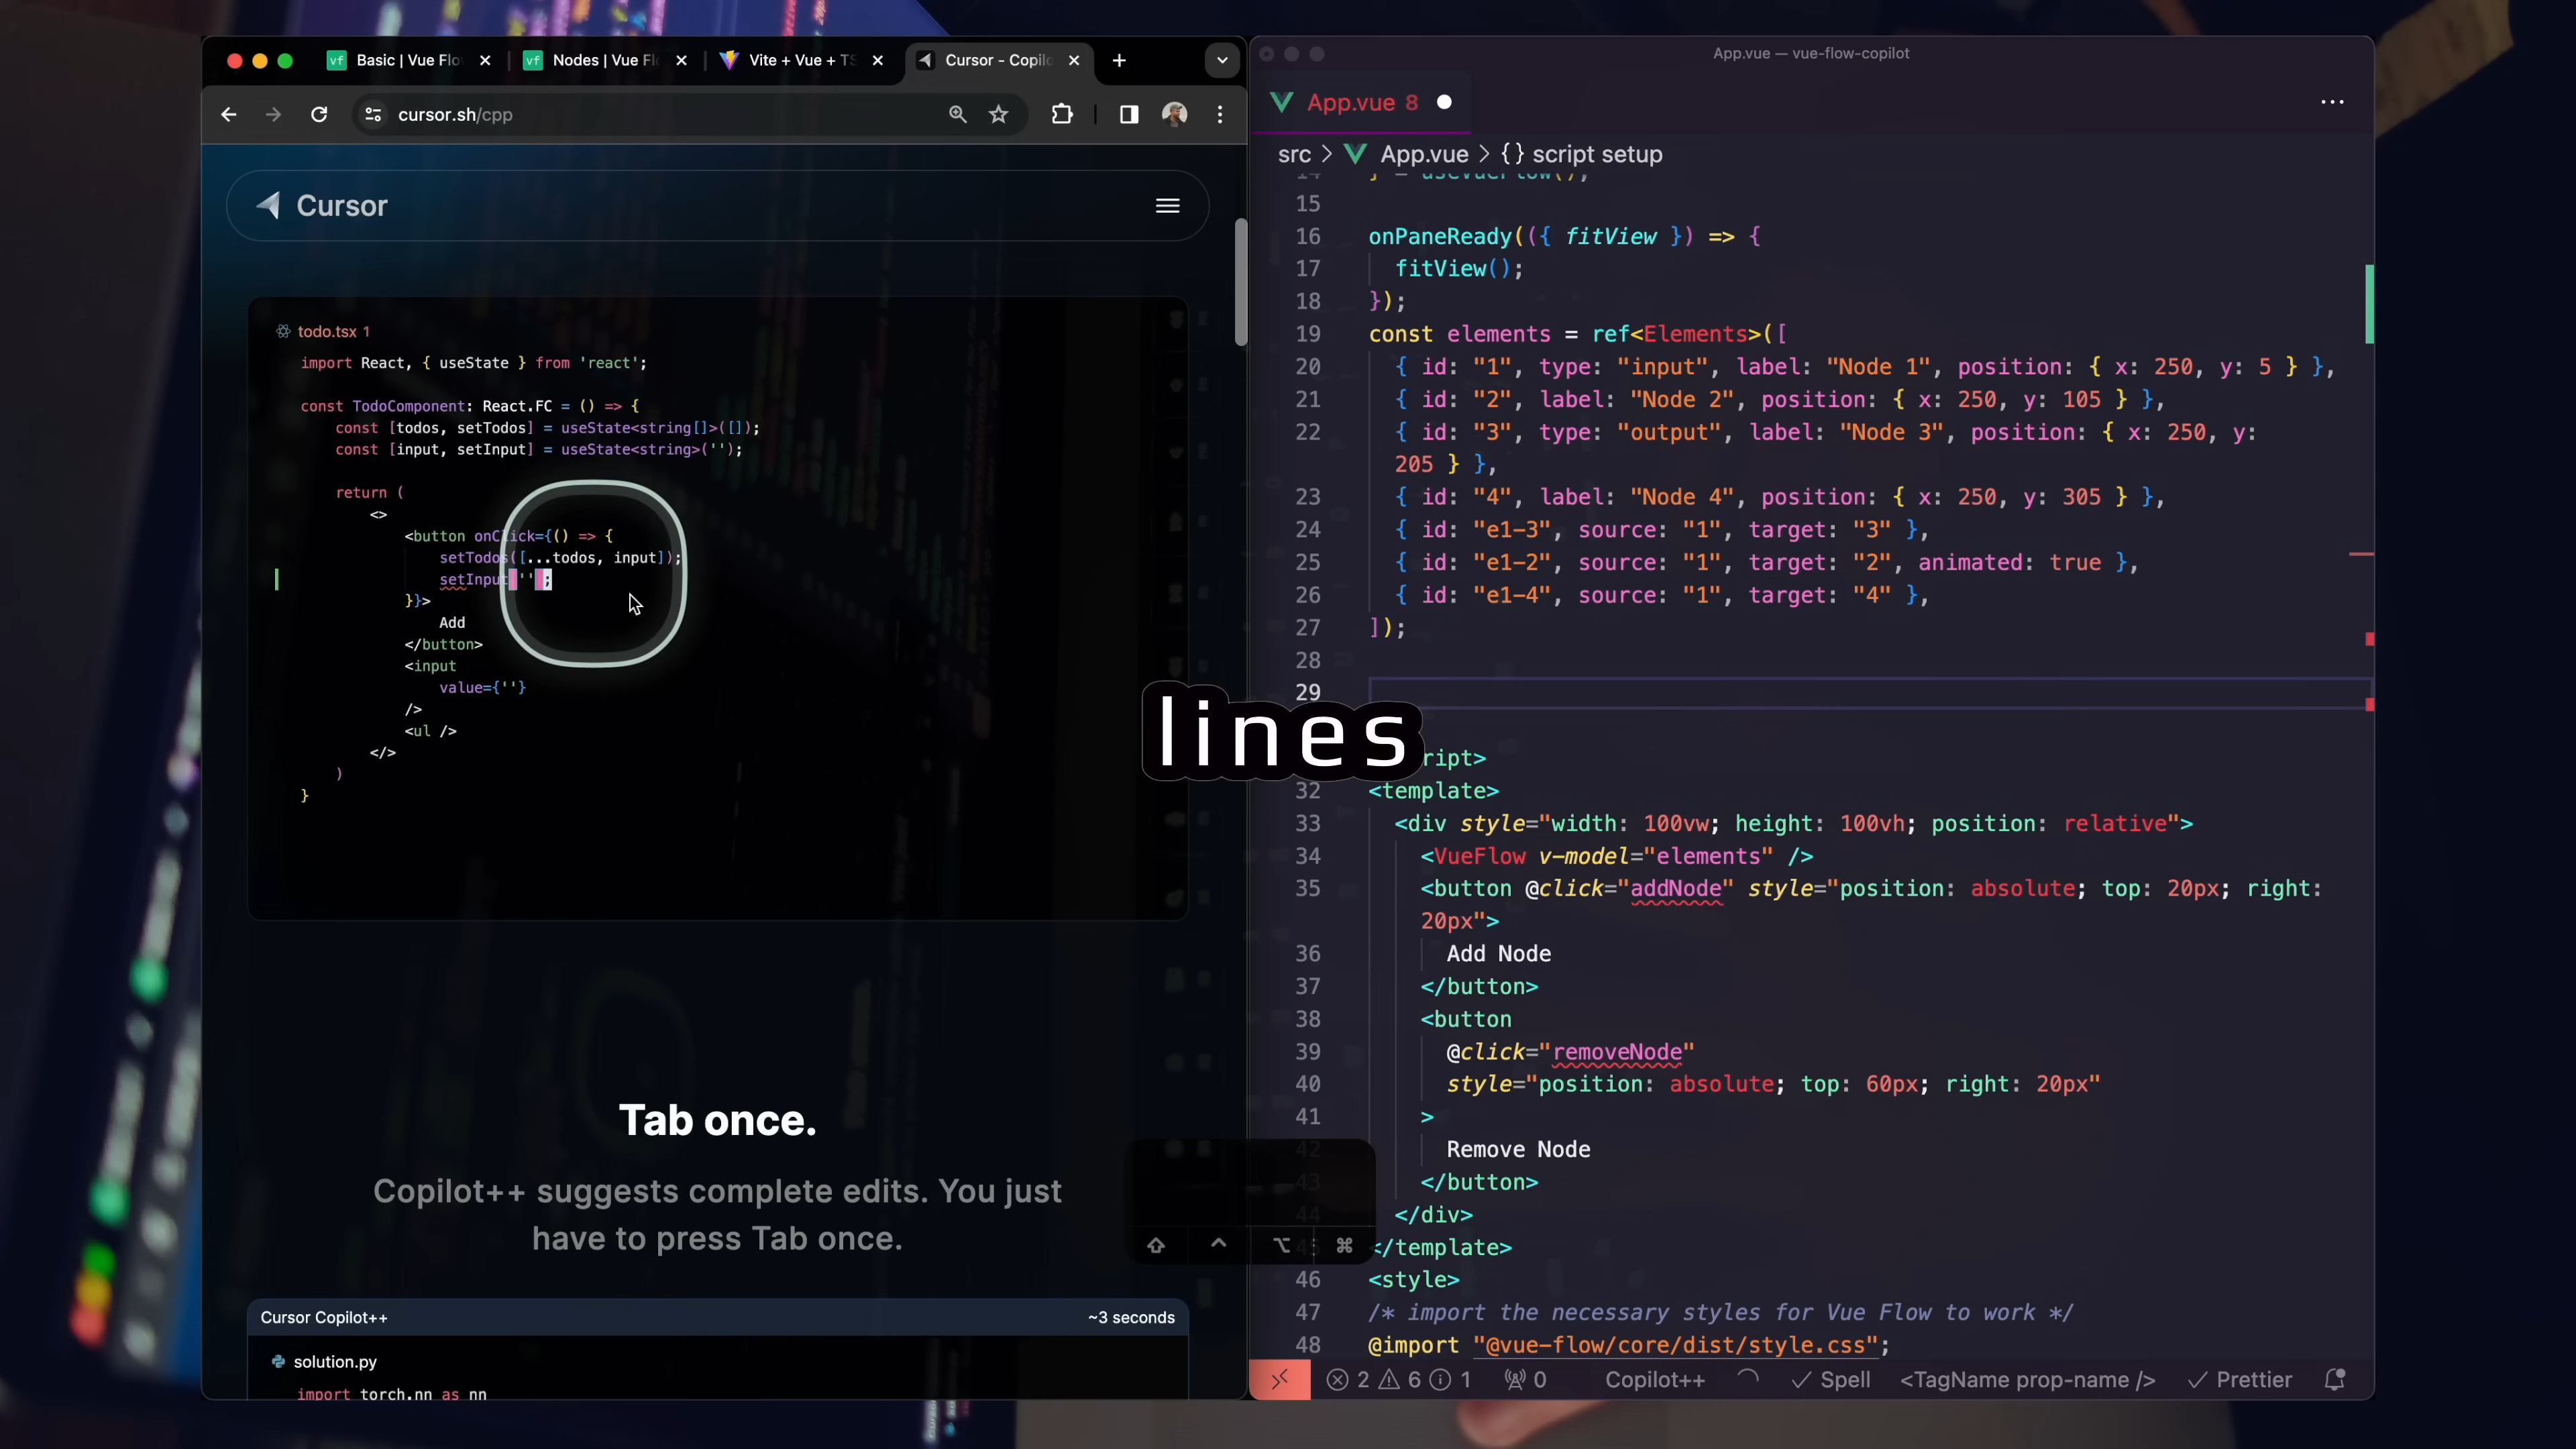 Basic | Vue Flo
Nodes | Vue Fl
Vite + Vue + TS
Cursor - Copilo
cursor.sh/cpp
Cursor
todo.tsx 1
import React, { useState } from 'react';
const TodoComponent: React.FC = () => {
const [todos, setTodos] = useState<string[]>([]);
const [input, setInput] = useState<string>('');
return (
<>
<button onClick={() => {
setTodos([...todos, input]);
setInput('');
}}>
Add
</button>
<input
value={''}
/>
<ul />
</>
)
}
Tab once.
Copilot++ suggests complete edits. You just
have to press Tab once.
Cursor Copilot++ ~3 seconds
solution.py
import torch.nn as nn
lines
App.vue — vue-flow-copilot
App.vue 8
src > App.vue > {} script setup
14 } = useVueFlow();
15
16 onPaneReady(({ fitView }) => {
17 fitView();
18 });
19 const elements = ref<Elements>([
20 { id: "1", type: "input", label: "Node 1", position: { x: 250, y: 5 } },
21 { id: "2", label: "Node 2", position: { x: 250, y: 105 } },
22 { id: "3", type: "output", label: "Node 3", position: { x: 250, y:
205 } },
23 { id: "4", label: "Node 4", position: { x: 250, y: 305 } },
24 { id: "e1-3", source: "1", target: "3" },
25 { id: "e1-2", source: "1", target: "2", animated: true },
26 { id: "e1-4", source: "1", target: "4" },
27 ]);
28
29
ript>
32 <template>
33 <div style="width: 100vw; height: 100vh; position: relative">
34 <VueFlow v-model="elements" />
35 <button @click="addNode" style="position: absolute; top: 20px; right:
20px">
36 Add Node
37 </button>
38 <button
39 @click="removeNode"
40 style="position: absolute; top: 60px; right: 20px"
41 >
42 Remove Node
43 </button>
44 </div>
45 </template>
46 <style>
47 /* import the necessary styles for Vue Flow to work */
48 @import "@vue-flow/core/dist/style.css";
2 6 1 0 Copilot++ Spell <TagName prop-name /> Prettier